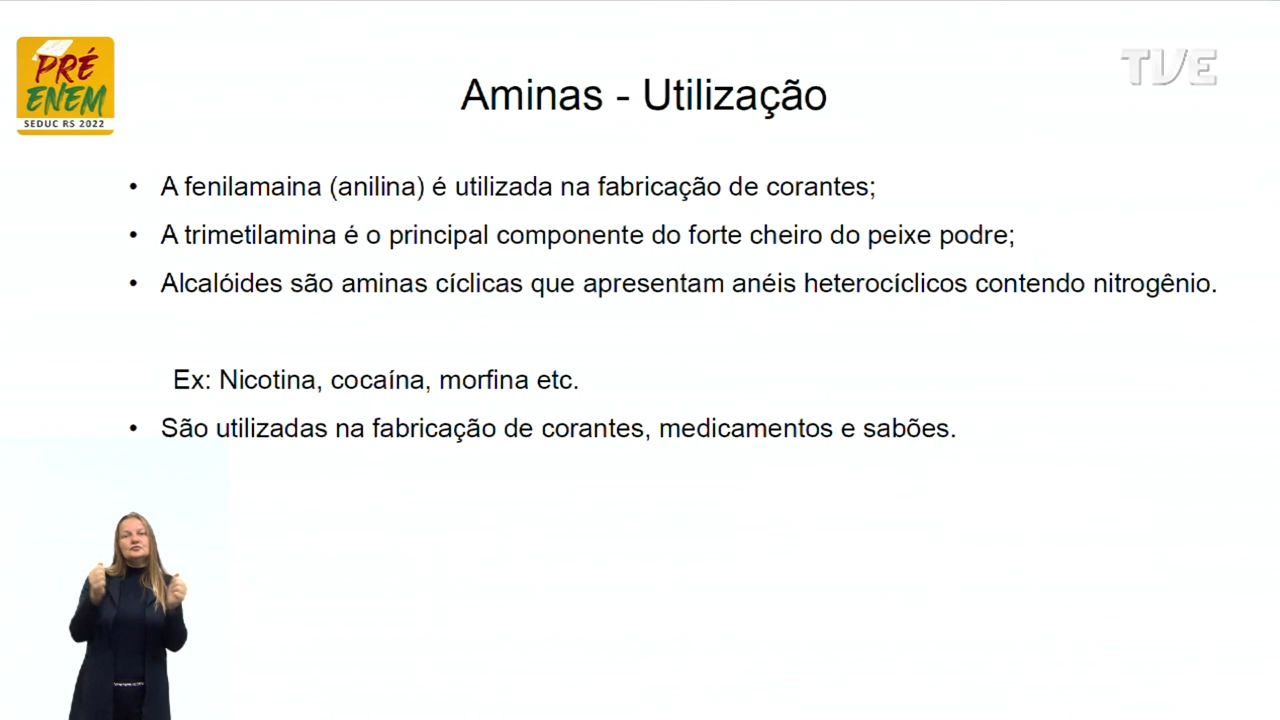 PRÉ
ENEM
SEDUC RS 2022
TVE
Aminas - Utilização
• A fenilamaina (anilina) é utilizada na fabricação de corantes;
• A trimetilamina é o principal componente do forte cheiro do peixe podre;
• Alcalóides são aminas cíclicas que apresentam anéis heterocíclicos contendo nitrogênio.
Ex: Nicotina, cocaína, morfina etc.
• São utilizadas na fabricação de corantes, medicamentos e sabões.